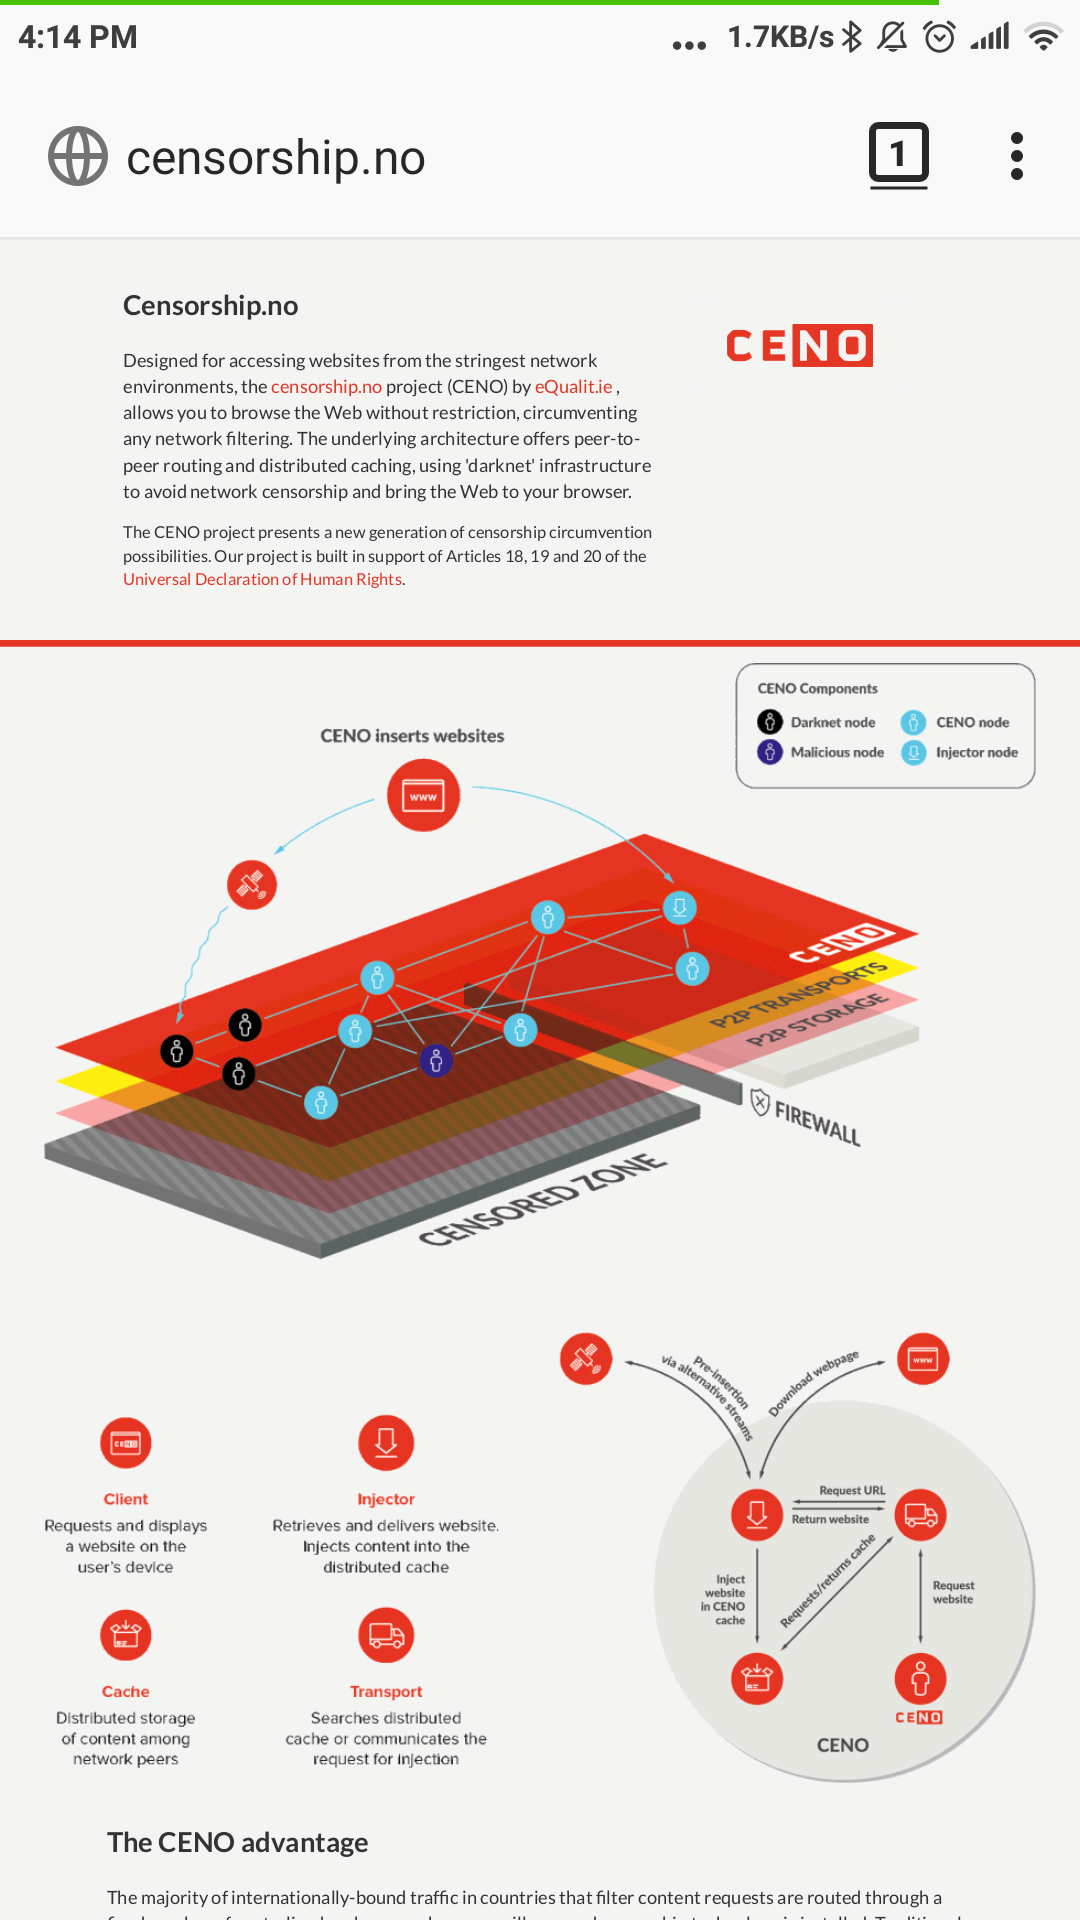 4:14 PM
... 1.7KB/s
censorship.no
1
Censorship.no
CENO
Designed for accessing websites from the stringest network
environments, the censorship.no project (CENO) by eQualit.ie ,
allows you to browse the Web without restriction, circumventing
any network filtering. The underlying architecture offers peer-to-
peer routing and distributed caching, using 'darknet' infrastructure
to avoid network censorship and bring the Web to your browser.
The CENO project presents a new generation of censorship circumvention
possibilities. Our project is built in support of Articles 18, 19 and 20 of the
Universal Declaration of Human Rights.
CENO Components
Darknet node
CENO node
Malicious node
Injector node
CENO inserts websites
www
CENO
P2P TRANSPORTS
P2P STORAGE
FIREWALL
CENSORED ZONE
Pre-insertion
via alternative streams
Download webpage
www
CENO
Client
Requests and displays
a website on the
user's device
Injector
Retrieves and delivers website.
Injects content into the
distributed cache
Request URL
Return website
Inject
website
in CENO
cache
Requests/returns cache
Request
website
Cache
Distributed storage
of content among
network peers
Transport
Searches distributed
cache or communicates the
request for injection
CENO
CENO
The CENO advantage
The majority of internationally-bound traffic in countries that filter content requests are routed through a